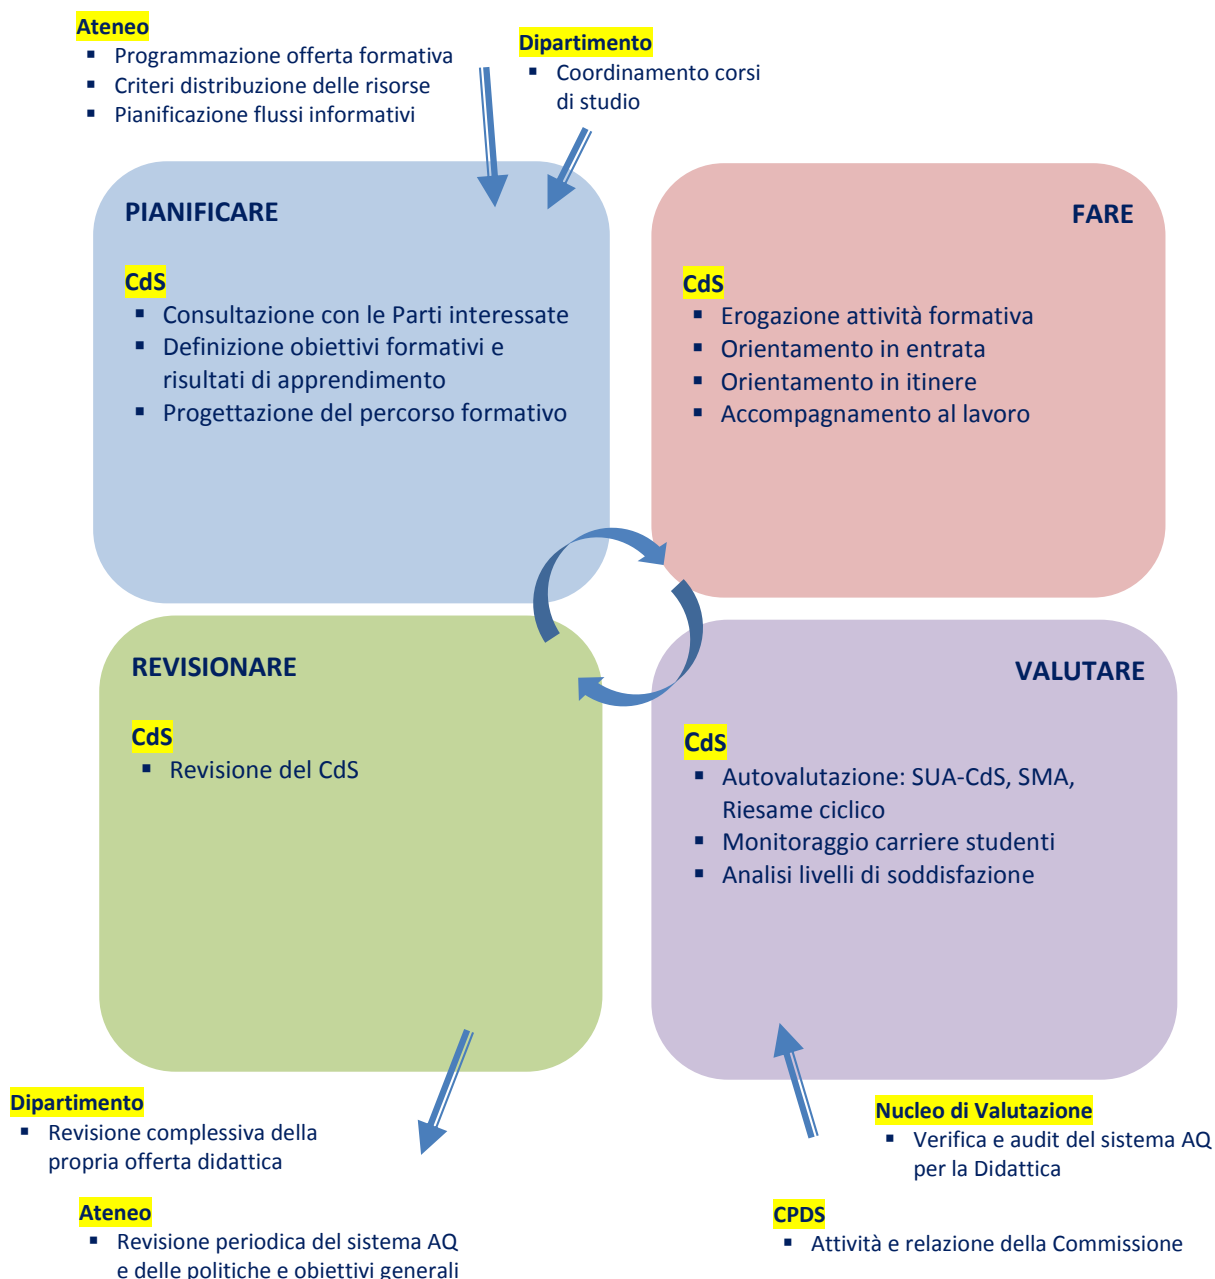 Ateneo
▪ Programmazione offerta formativa
▪ Criteri distribuzione delle risorse
▪ Pianificazione flussi informativi
Dipartimento
▪ Coordinamento corsi
di studio
PIANIFICARE
CdS
▪ Consultazione con le Parti interessate
▪ Definizione obiettivi formativi e
risultati di apprendimento
▪ Progettazione del percorso formativo
FARE
CdS
▪ Erogazione attività formativa
▪ Orientamento in entrata
▪ Orientamento in itinere
▪ Accompagnamento al lavoro
REVISIONARE
CdS
▪ Revisione del CdS
VALUTARE
CdS
▪ Autovalutazione: SUA-CdS, SMA,
Riesame ciclico
▪ Monitoraggio carriere studenti
▪ Analisi livelli di soddisfazione
Dipartimento
▪ Revisione complessiva della
propria offerta didattica
Ateneo
▪ Revisione periodica del sistema AQ
e delle politiche e obiettivi generali
Nucleo di Valutazione
▪ Verifica e audit del sistema AQ
per la Didattica
CPDS
▪ Attività e relazione della Commissione